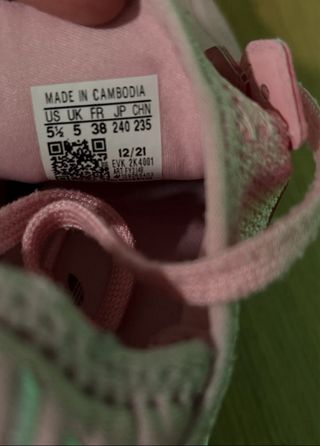 MADE IN CAMBODIA
US UK FR JP CHN
5½ 5 38 240 235
12/21
EVK 2K4001